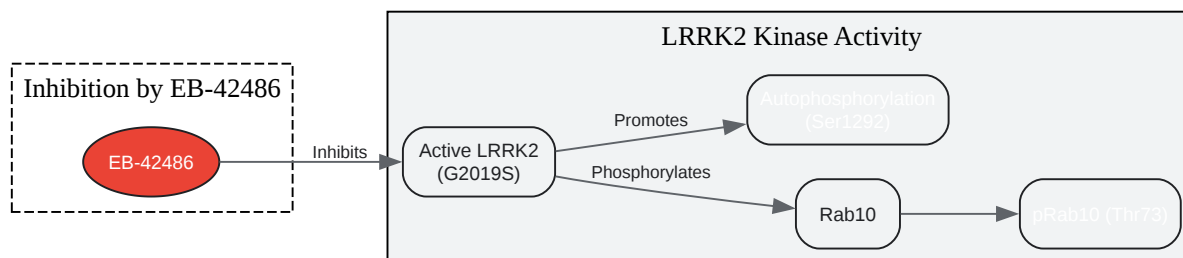 LRRK2 Kinase Activity
Inhibition by EB-42486
EB-42486
Inhibits
Active LRRK2
(G2019S)
Promotes
Phosphorylates
Autophosphorylation
(Ser1292)
Rab10
pRab10 (Thr73)